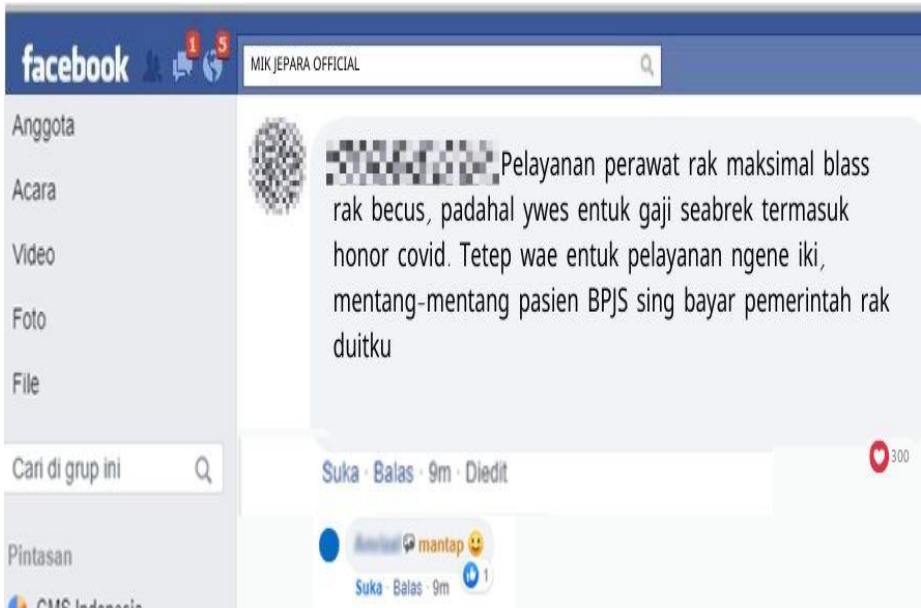 facebook
1
5
MIK JEPARA OFFICIAL
Anggota
Acara
Video
Foto
File
Cari di grup ini
Pintasan
GMS Indonesia
Pelayanan perawat rak maksimal blass
rak becus, padahal ywes entuk gaji seabrek termasuk
honor covid. Tetep wae entuk pelayanan ngene iki,
mentang-mentang pasien BPJS sing bayar pemerintah rak
duitku
Suka · Balas · 9m · Diedit
300
mantap
Suka · Balas · 9m
1